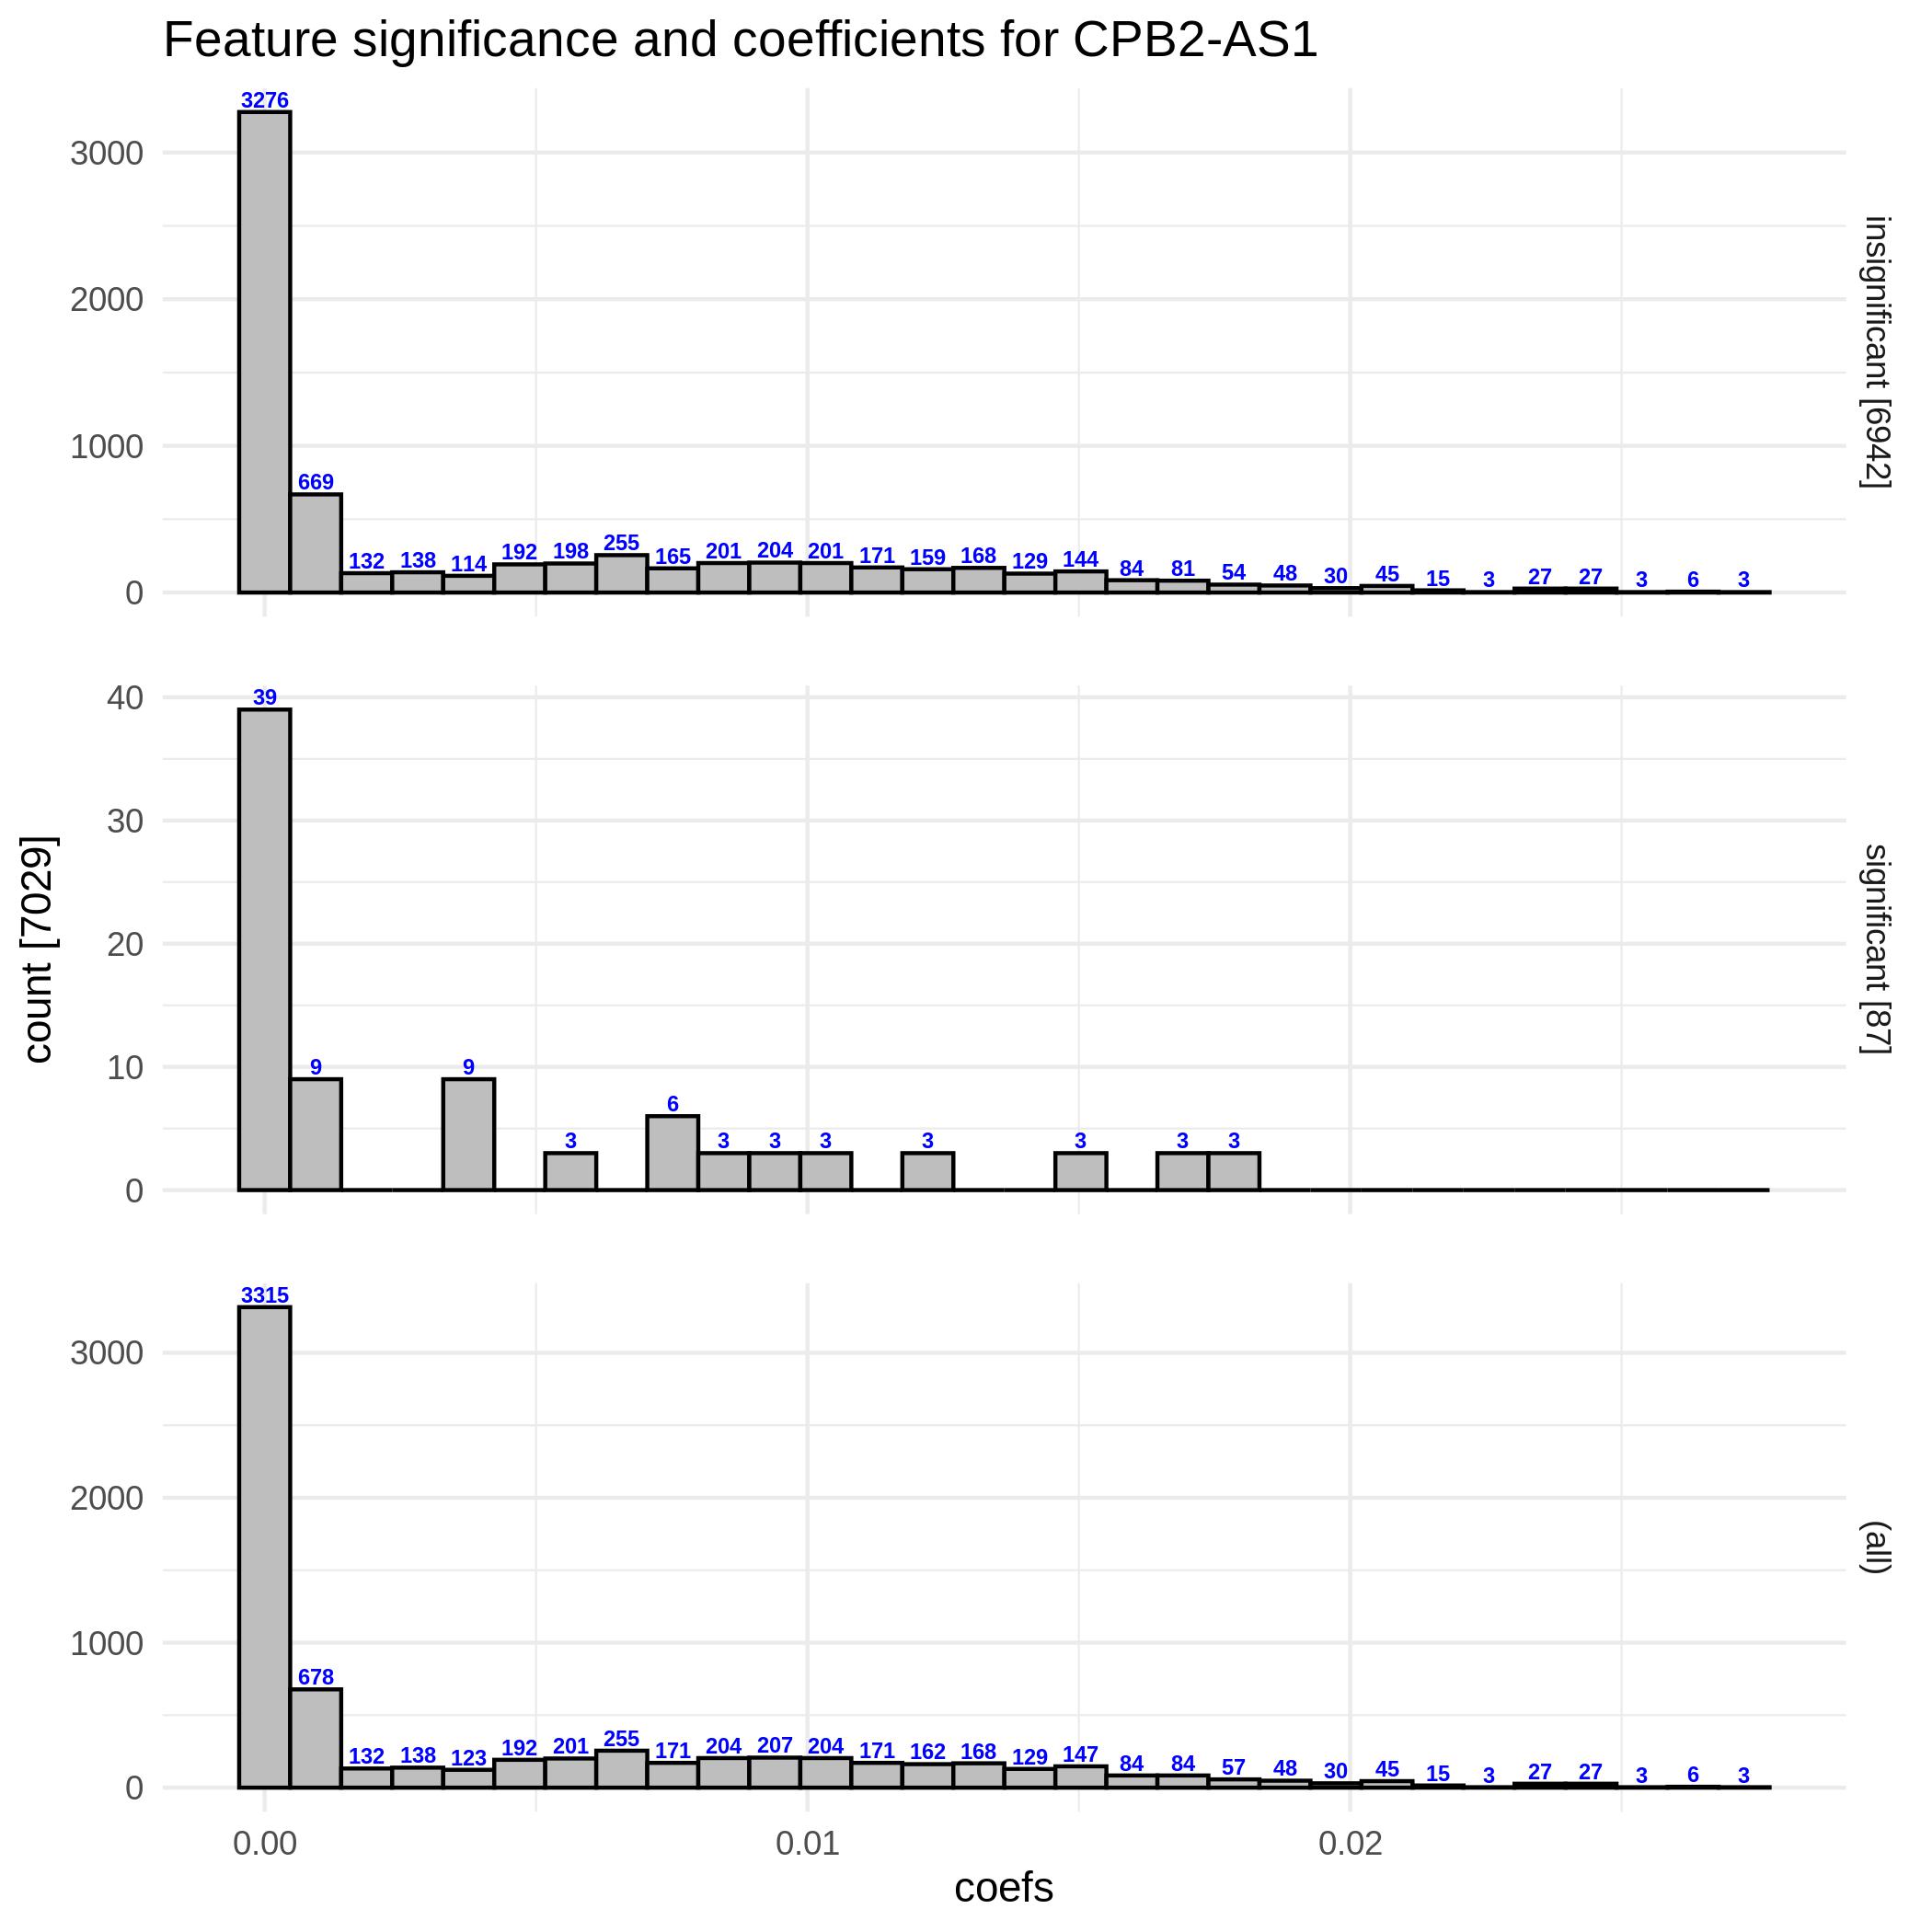 Feature significance and coefficients for CPB2-AS1
3276
669
132 138 114 192 198 255 165 201 204 201 171 159 168 129 144 84 81 54 48 30 45 15 3 27 27 3 6 3
3000
2000
1000
0
insignificant [6942]
39
9 9 3 6 3 3 3 3 3 3 3
40
30
20
10
0
significant [87]
count [7029]
3315
678
132 138 123 192 201 255 171 204 207 204 171 162 168 129 147 84 84 57 48 30 45 15 3 27 27 3 6 3
3000
2000
1000
0
(all)
0.00 0.01 0.02
coefs